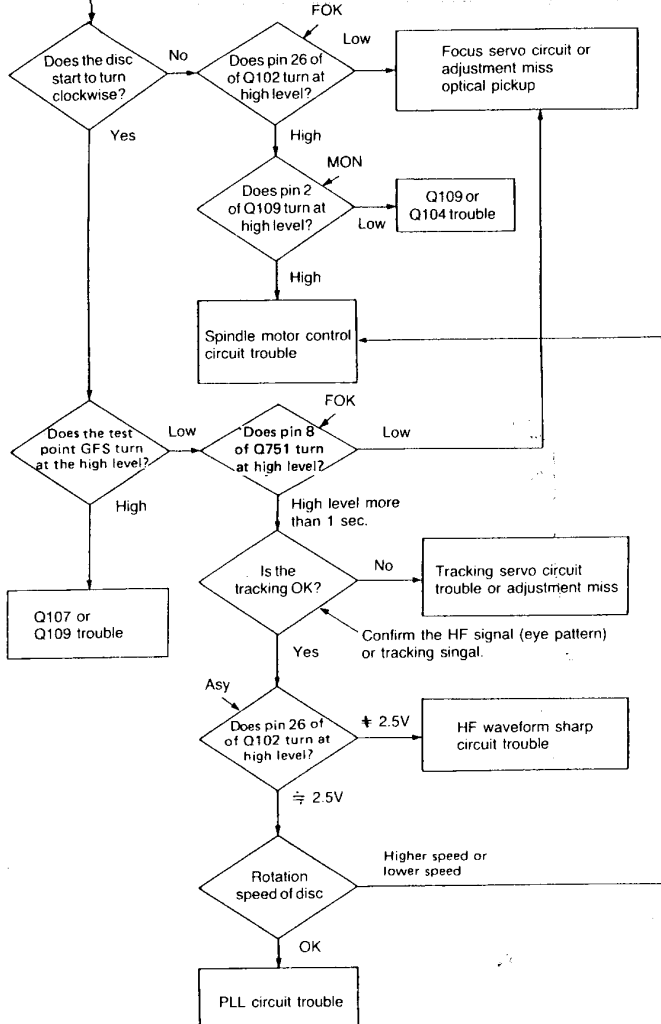 FOK
Does the disc
start to turn
clockwise?
No
Does pin 26 of
of Q102 turn at
high level?
Low
Focus servo circuit or
adjustment miss
optical pickup
Yes
High
MON
Does pin 2
of Q109 turn at
high level?
Low
Q109 or
Q104 trouble
High
Spindle motor control
circuit trouble
FOK
Does the test
point GFS turn
at the high level?
Low
Does pin 8
of Q751 turn
at high level?
Low
High
High level more
than 1 sec.
Q107 or
Q109 trouble
Is the
tracking OK?
No
Tracking servo circuit
trouble or adjustment miss
Confirm the HF signal (eye pattern)
or tracking singal.
Yes
Asy
Does pin 26 of
of Q102 turn at
high level?
≠ 2.5V
HF waveform sharp
circuit trouble
≒ 2.5V
Rotation
speed of disc
Higher speed or
lower speed
OK
PLL circuit trouble